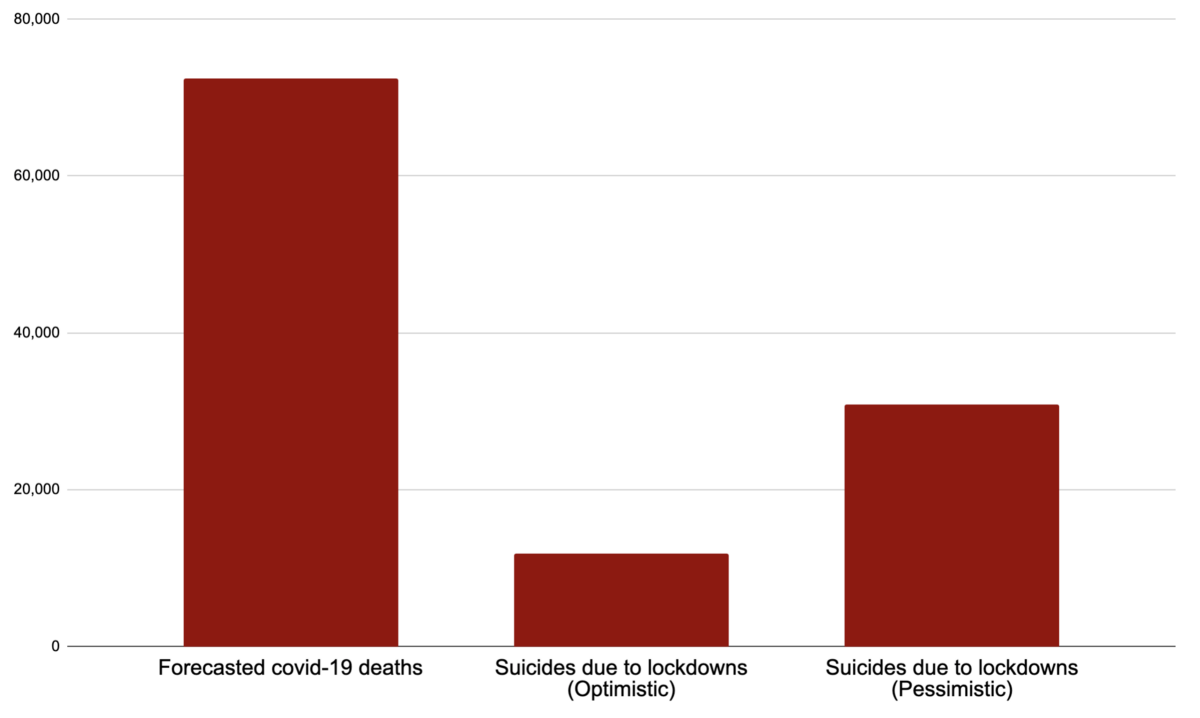 80,000
60,000
40,000
20,000
0
Forecasted covid-19 deaths
Suicides due to lockdowns
(Optimistic)
Suicides due to lockdowns
(Pessimistic)